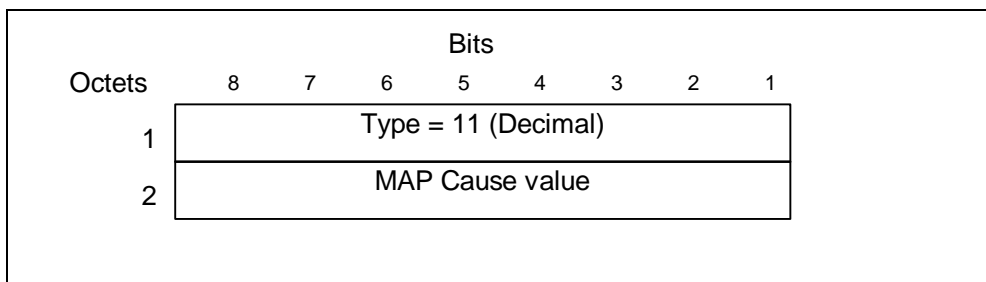 Bits
Octets 8 7 6 5 4 3 2 1
1 Type = 11 (Decimal)
2 MAP Cause value